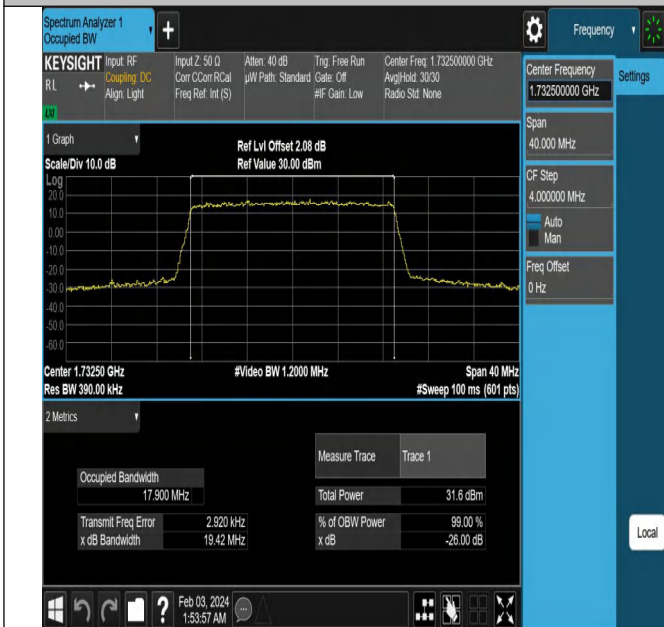 Spectrum Analyzer 1
Occupied BW
Frequency
KEYSIGHT
RL
Input: RF
Coupling: DC
Align: Light
Input Z: 50 Ω
Corr CCorr RCal
Freq Ref: Int (S)
Atten: 40 dB
µW Path: Standard
Trig: Free Run
Gate: Off
#IF Gain: Low
Center Freq: 1.732500000 GHz
Avg|Hold: 30/30
Radio Std: None
Center Frequency
1.732500000 GHz
Settings
Span
40.000 MHz
CF Step
4.000000 MHz
Auto
Man
Freq Offset
0 Hz
1 Graph
Scale/Div 10.0 dB
Ref Lvl Offset 2.08 dB
Ref Value 30.00 dBm
Log
20.0
10.0
0.00
-10.0
-20.0
-30.0
-40.0
-50.0
-60.0
Center 1.73250 GHz
#Video BW 1.2000 MHz
Span 40 MHz
Res BW 390.00 kHz
#Sweep 100 ms (601 pts)
2 Metrics
Measure Trace Trace 1
Occupied Bandwidth
17.900 MHz
Total Power 31.6 dBm
Transmit Freq Error 2.920 kHz
% of OBW Power 99.00 %
x dB Bandwidth 19.42 MHz
x dB -26.00 dB
Local
?
Feb 03, 2024
1:53:57 AM